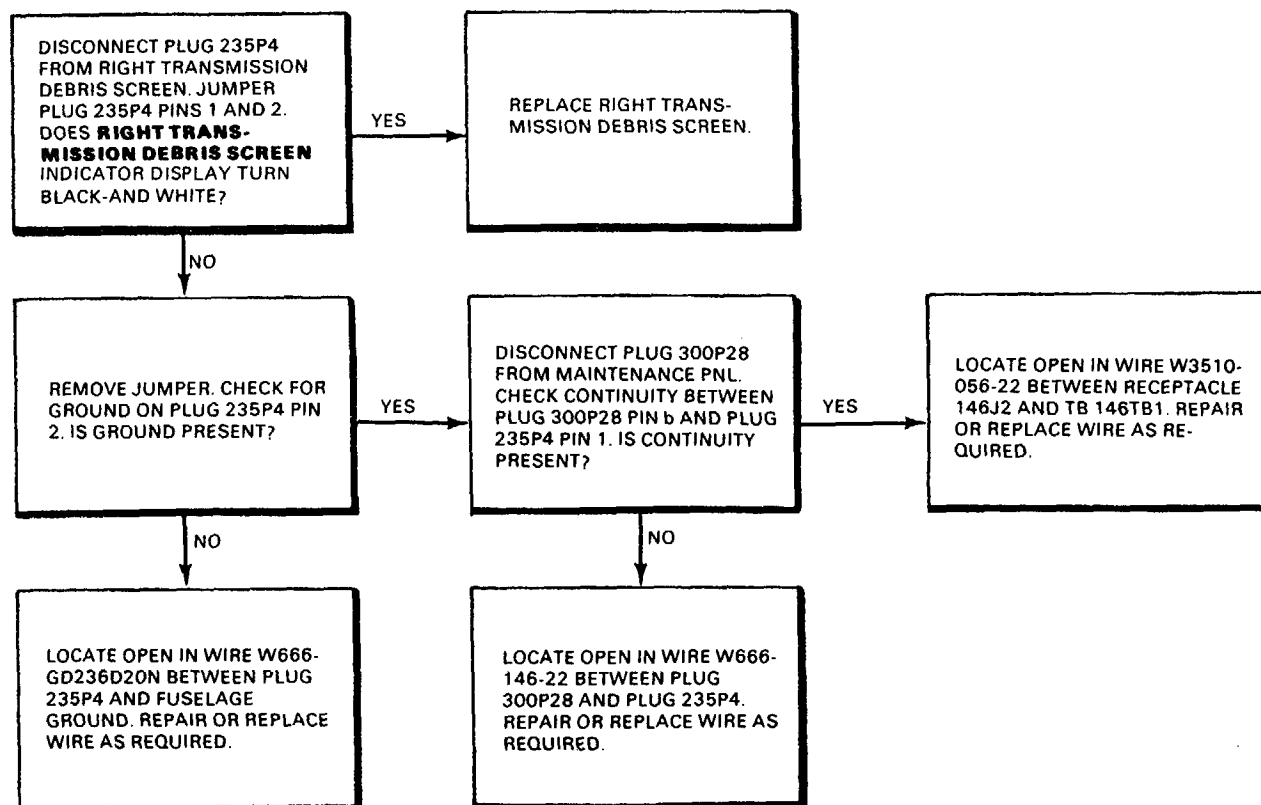 DISCONNECT PLUG 235P4
FROM RIGHT TRANSMISSION
DEBRIS SCREEN. JUMPER
PLUG 235P4 PINS 1 AND 2.
DOES RIGHT TRANS-
MISSION DEBRIS SCREEN
INDICATOR DISPLAY TURN
BLACK-AND WHITE?
YES
REPLACE RIGHT TRANS-
MISSION DEBRIS SCREEN.
NO
REMOVE JUMPER. CHECK FOR
GROUND ON PLUG 235P4 PIN
2. IS GROUND PRESENT?
YES
DISCONNECT PLUG 300P28
FROM MAINTENANCE PNL.
CHECK CONTINUITY BETWEEN
PLUG 300P28 PIN b AND PLUG
235P4 PIN 1. IS CONTINUITY
PRESENT?
YES
LOCATE OPEN IN WIRE W3510-
056-22 BETWEEN RECEPTACLE
146J2 AND TB 146TB1. REPAIR
OR REPLACE WIRE AS RE-
QUIRED.
NO
LOCATE OPEN IN WIRE W666-
GD236D20N BETWEEN PLUG
235P4 AND FUSELAGE
GROUND. REPAIR OR REPLACE
WIRE AS REQUIRED.
NO
LOCATE OPEN IN WIRE W666-
146-22 BETWEEN PLUG
300P28 AND PLUG 235P4.
REPAIR OR REPLACE WIRE AS
REQUIRED.